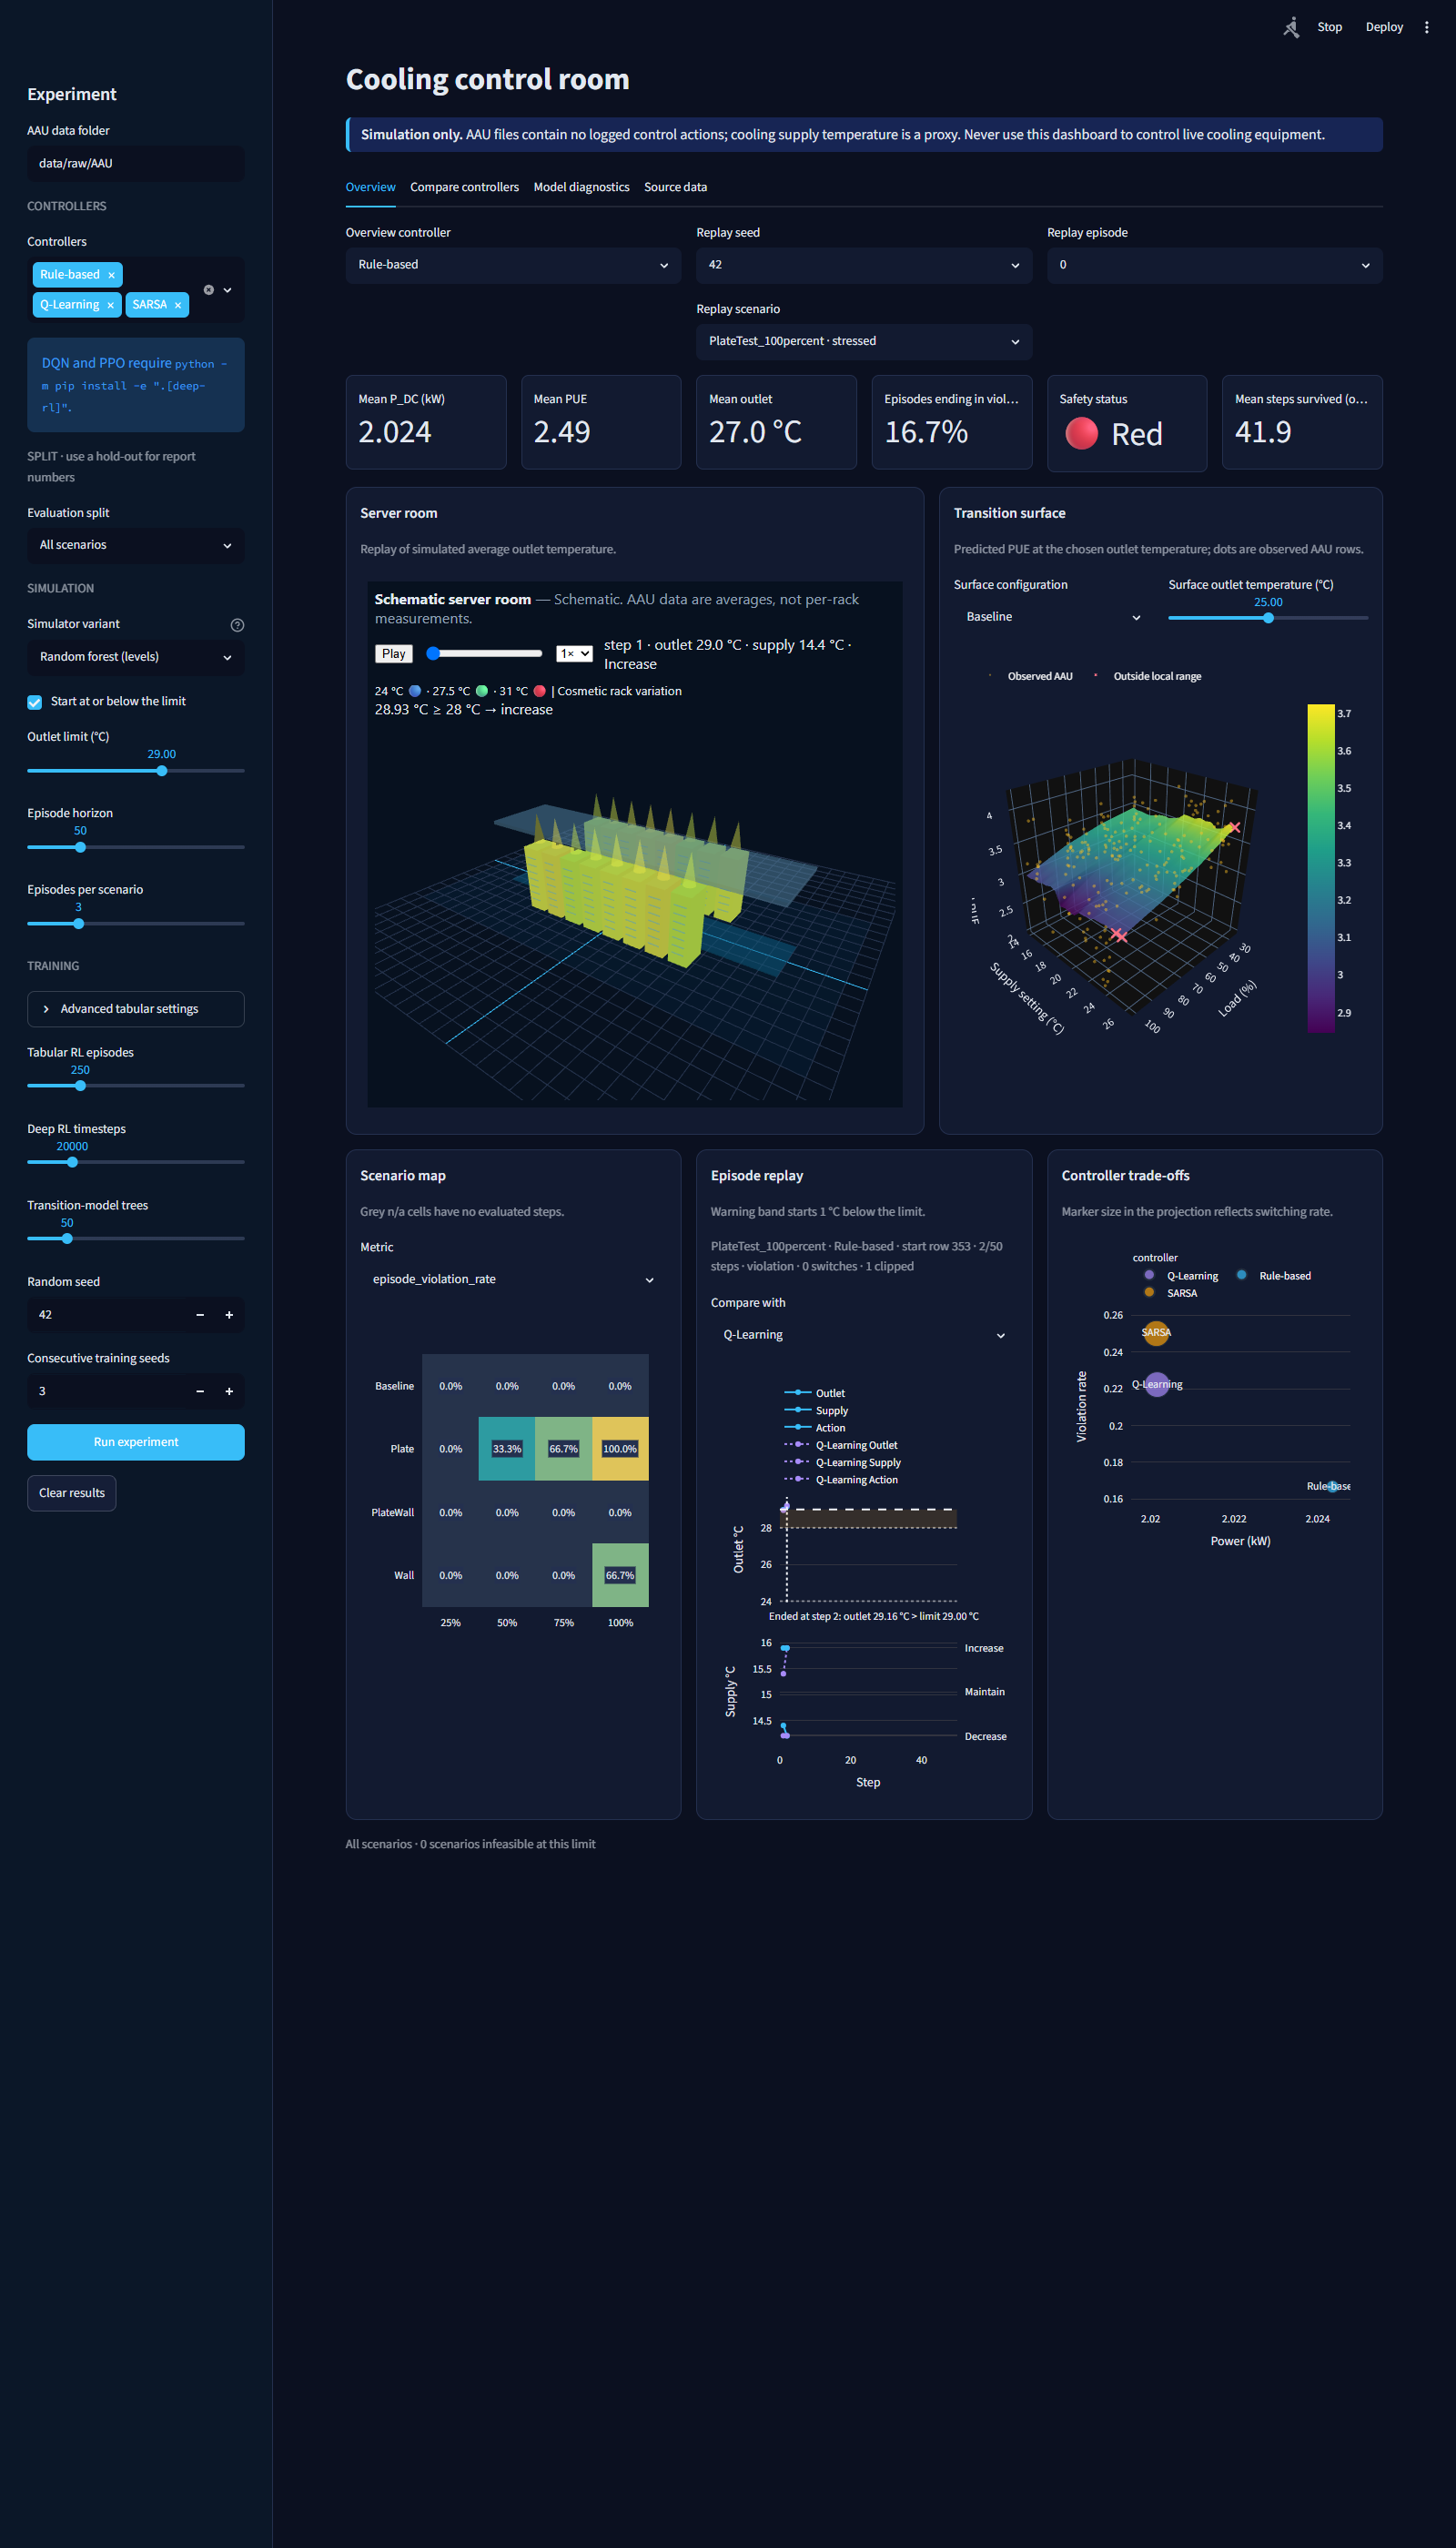 Stop
Deploy
Experiment
AAU data folder
data/raw/AAU
CONTROLLERS
Controllers
Rule-based ×
Q-Learning ×
SARSA ×
DQN and PPO require python -
m pip install -e ".[deep-
rl]".
SPLIT · use a hold-out for report
numbers
Evaluation split
All scenarios
SIMULATION
Simulator variant
Random forest (levels)
Start at or below the limit
Outlet limit (°C)
29.00
Episode horizon
50
Episodes per scenario
3
TRAINING
Advanced tabular settings
Tabular RL episodes
250
Deep RL timesteps
20000
Transition-model trees
50
Random seed
42
Consecutive training seeds
3
Run experiment
Clear results
Cooling control room
Simulation only. AAU files contain no logged control actions; cooling supply temperature is a proxy. Never use this dashboard to control live cooling equipment.
Overview
Compare controllers
Model diagnostics
Source data
Overview controller
Rule-based
Replay seed
42
Replay episode
0
Replay scenario
PlateTest_100percent · stressed
Mean P_DC (kW)
2.024
Mean PUE
2.49
Mean outlet
27.0 °C
Episodes ending in viol...
16.7%
Safety status
Red
Mean steps survived (o...
41.9
Server room
Replay of simulated average outlet temperature.
Schematic server room — Schematic. AAU data are averages, not per-rack
measurements.
Play
1×
step 1 · outlet 29.0 °C · supply 14.4 °C ·
Increase
24 °C · 27.5 °C · 31 °C | Cosmetic rack variation
28.93 °C ≥ 28 °C → increase
Transition surface
Predicted PUE at the chosen outlet temperature; dots are observed AAU rows.
Surface configuration
Baseline
Surface outlet temperature (°C)
25.00
Observed AAU
Outside local range
3.7
3.6
3.5
3.4
3.3
3.2
3.1
3
2.9
4
3.5
3
2.5
2
14
16
18
20
22
24
26
Supply setting (°C)
100
90
80
70
60
50
40
30
Load (%)
Scenario map
Grey n/a cells have no evaluated steps.
Metric
episode_violation_rate
Baseline 0.0% 0.0% 0.0% 0.0%
Plate 0.0% 33.3% 66.7% 100.0%
PlateWall 0.0% 0.0% 0.0% 0.0%
Wall 0.0% 0.0% 0.0% 66.7%
25% 50% 75% 100%
Episode replay
Warning band starts 1 °C below the limit.
PlateTest_100percent · Rule-based · start row 353 · 2/50
steps · violation · 0 switches · 1 clipped
Compare with
Q-Learning
Outlet
Supply
Action
Q-Learning Outlet
Q-Learning Supply
Q-Learning Action
Outlet °C
28
26
24
Ended at step 2: outlet 29.16 °C > limit 29.00 °C
Supply °C
16
15.5
15
14.5
Increase
Maintain
Decrease
0 20 40
Step
Controller trade-offs
Marker size in the projection reflects switching rate.
controller
Q-Learning
Rule-based
SARSA
Violation rate
0.26
0.24
0.22
0.2
0.18
0.16
SARSA
Q-Learning
Rule-base
2.02 2.022 2.024
Power (kW)
All scenarios · 0 scenarios infeasible at this limit